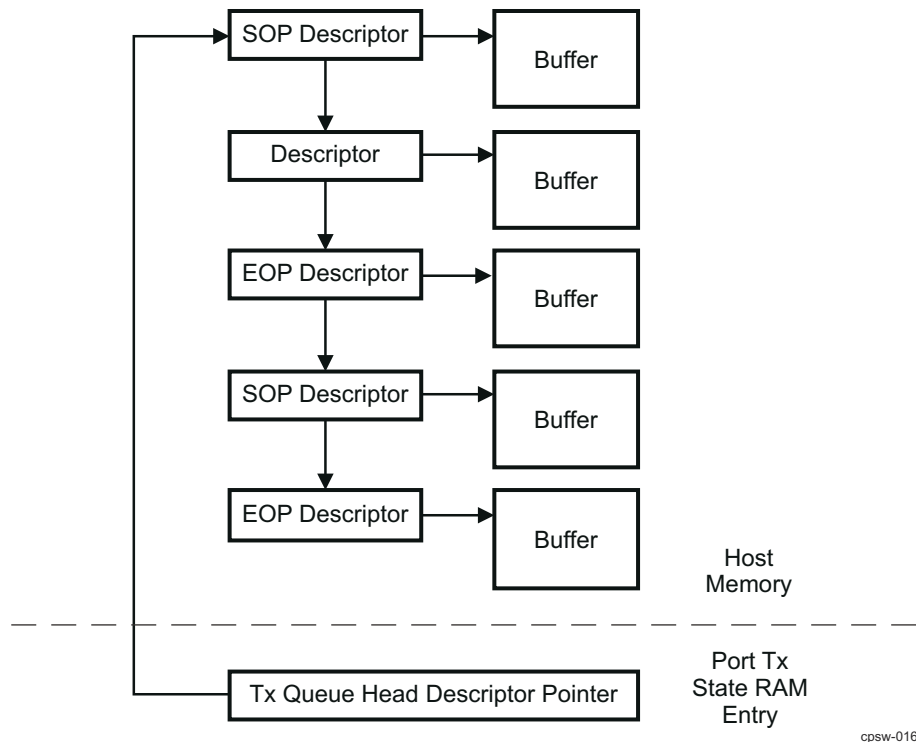 SOP Descriptor
Buffer
Descriptor
Buffer
EOP Descriptor
Buffer
SOP Descriptor
Buffer
EOP Descriptor
Buffer
Host
Memory
Port Tx
State RAM
Entry
Tx Queue Head Descriptor Pointer
cpsw-016